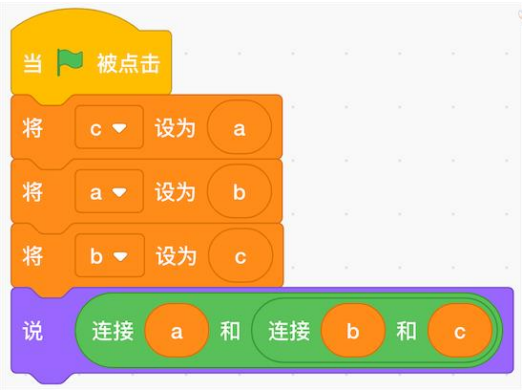 当 被点击
将 c 设为 a
将 a 设为 b
将 b 设为 c
说 连接 a 和 连接 b 和 c